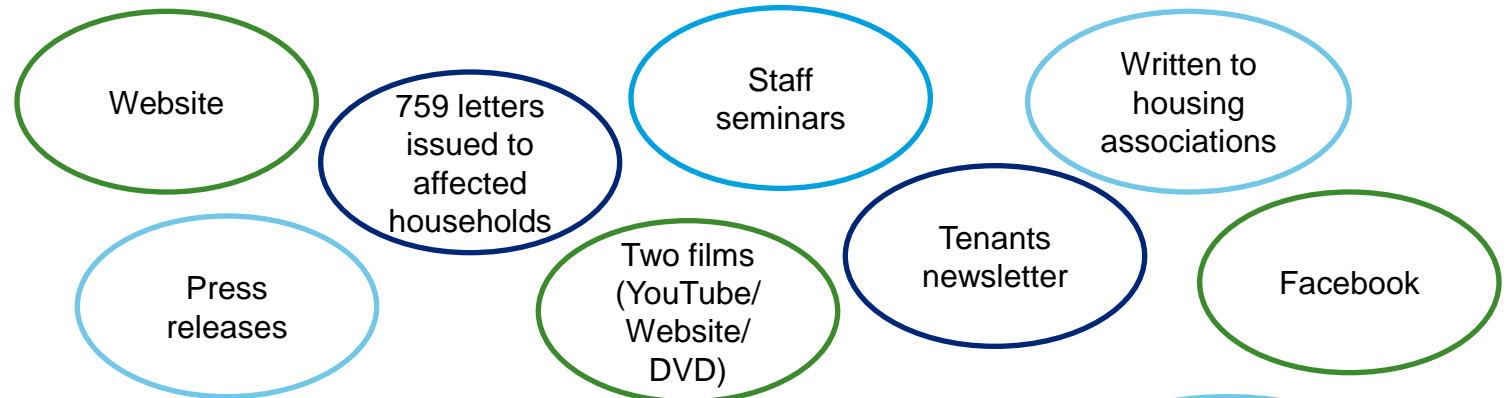 Website
759 letters
issued to
affected
households
Staff
seminars
Written to
housing
associations
Press
releases
Two films
(YouTube/
Website/
DVD)
Tenants
newsletter
Facebook